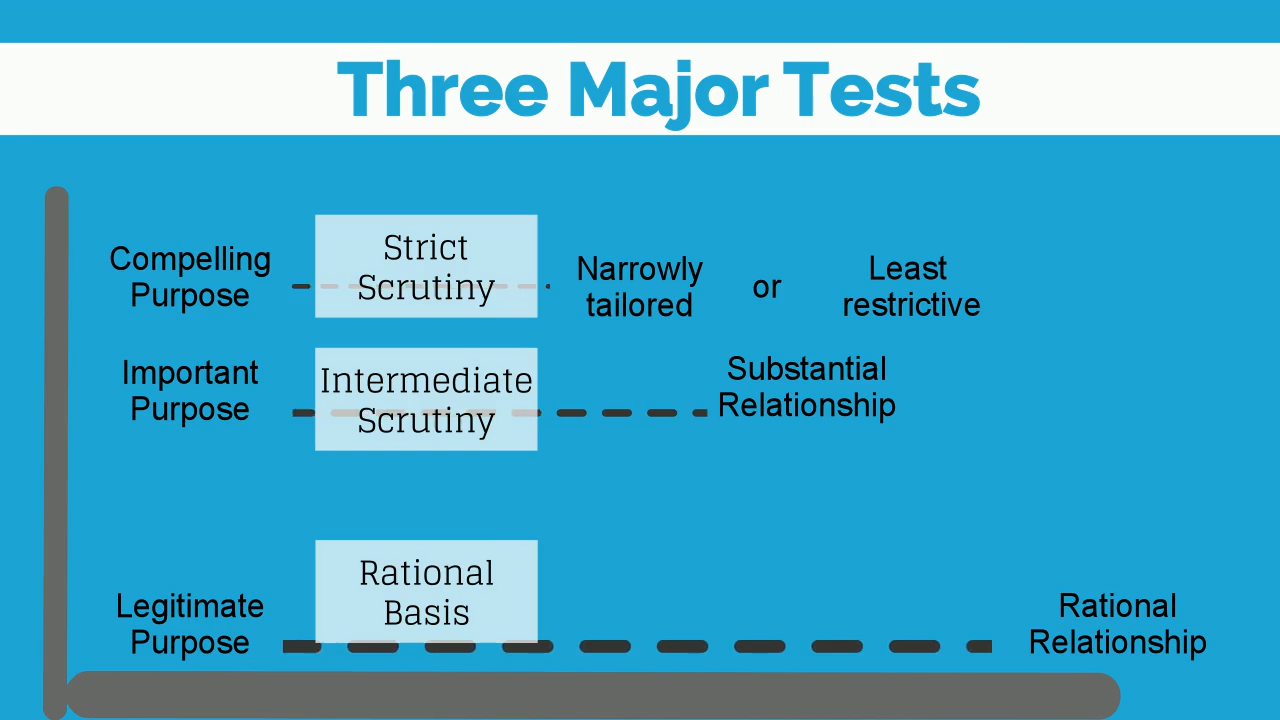 Three Major Tests
Compelling
Purpose
Strict
Scrutiny
Narrowly
tailored
or
Least
restrictive
Important
Purpose
Intermediate
Scrutiny
Substantial
Relationship
Legitimate
Purpose
Rational
Basis
Rational
Relationship